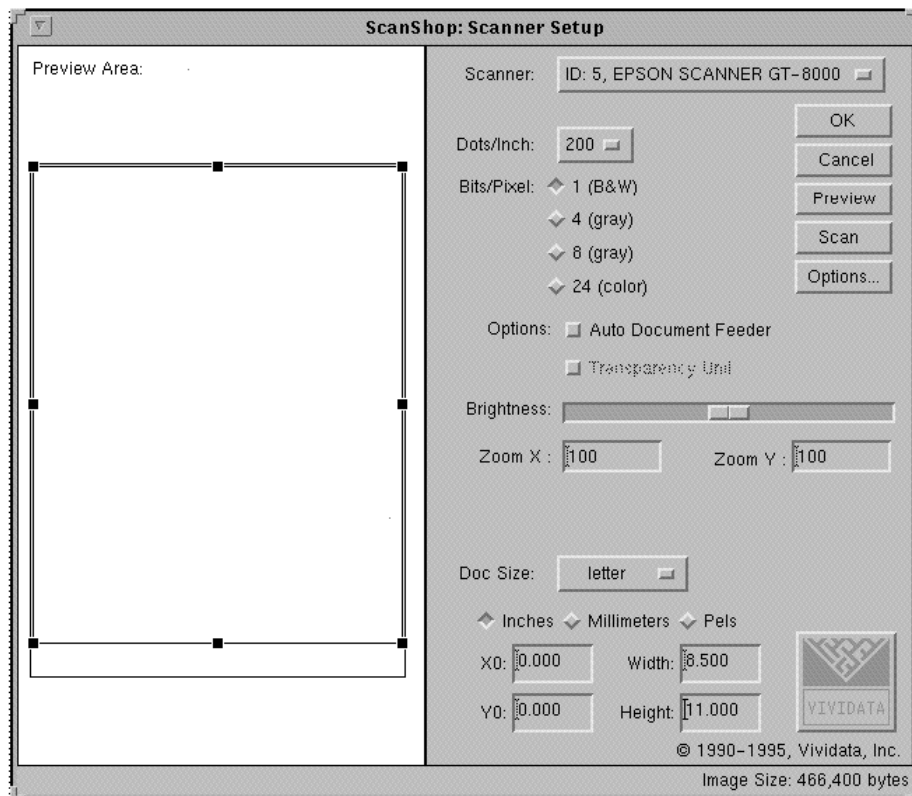 ScanShop: Scanner Setup
Preview Area:
Scanner: ID: 5, EPSON SCANNER GT-8000
OK
Dots/Inch: 200
Cancel
Bits/Pixel: 1 (B&W)
Preview
4 (gray)
Scan
8 (gray)
Options...
24 (color)
Options: Auto Document Feeder
Transparency Unit
Brightness:
Zoom X : 100 Zoom Y : 100
Doc Size: letter
Inches Millimeters Pels
X0: 0.000 Width: 8.500
Y0: 0.000 Height: 11.000
VIVIDATA
© 1990-1995, Vividata, Inc.
Image Size: 466,400 bytes